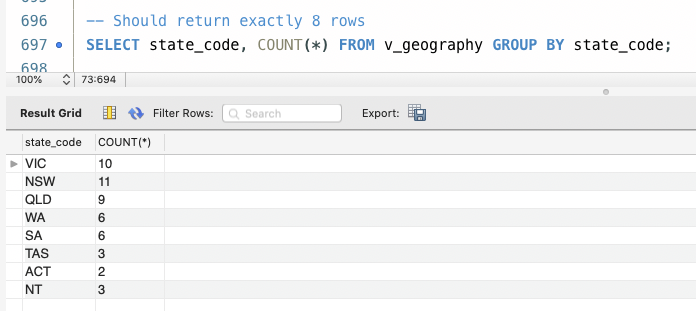 695
696 -- Should return exactly 8 rows
697 SELECT state_code, COUNT(*) FROM v_geography GROUP BY state_code;
698
100% 73:694
Result Grid Filter Rows: Search Export:
state_code COUNT(*)
VIC 10
NSW 11
QLD 9
WA 6
SA 6
TAS 3
ACT 2
NT 3